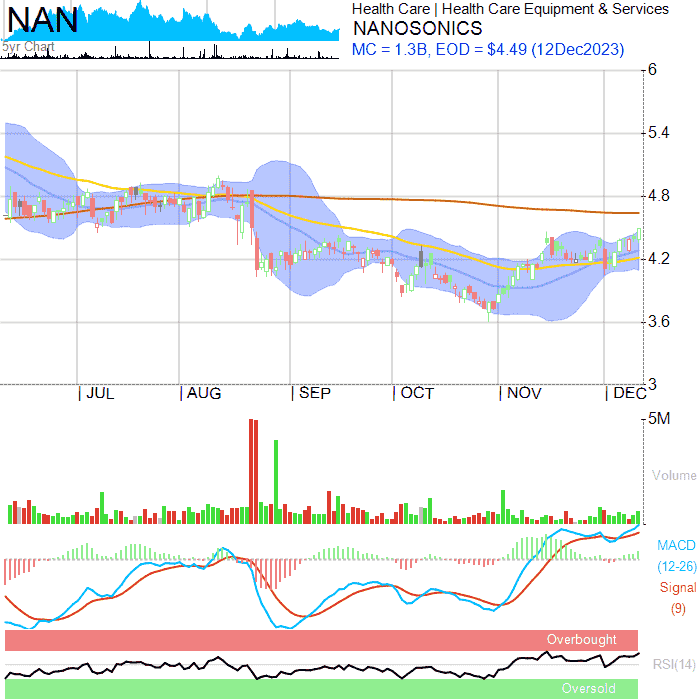 NAN
5yr Chart
Health Care | Health Care Equipment & Services
NANOSONICS
MC = 1.3B, EOD = $4.49 (12Dec2023)
6
5.4
4.8
4.2
3.6
3
| JUL | AUG | SEP | OCT | NOV | DEC
5M
Volume
MACD
(12-26)
Signal
(9)
Overbought
RSI(14)
Oversold